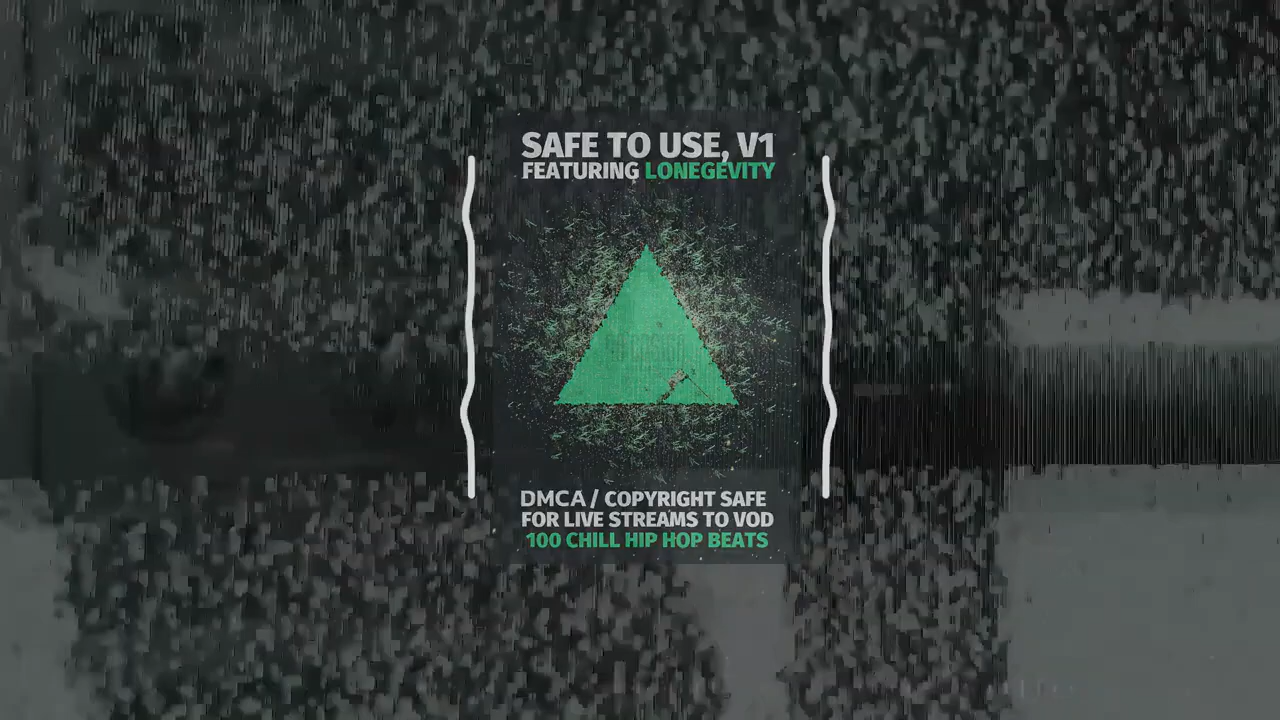 SAFE TO USE, V1
FEATURING LONEGEVITY
DMCA / COPYRIGHT SAFE
FOR LIVE STREAMS TO VOD
100 CHILL HIP HOP BEATS